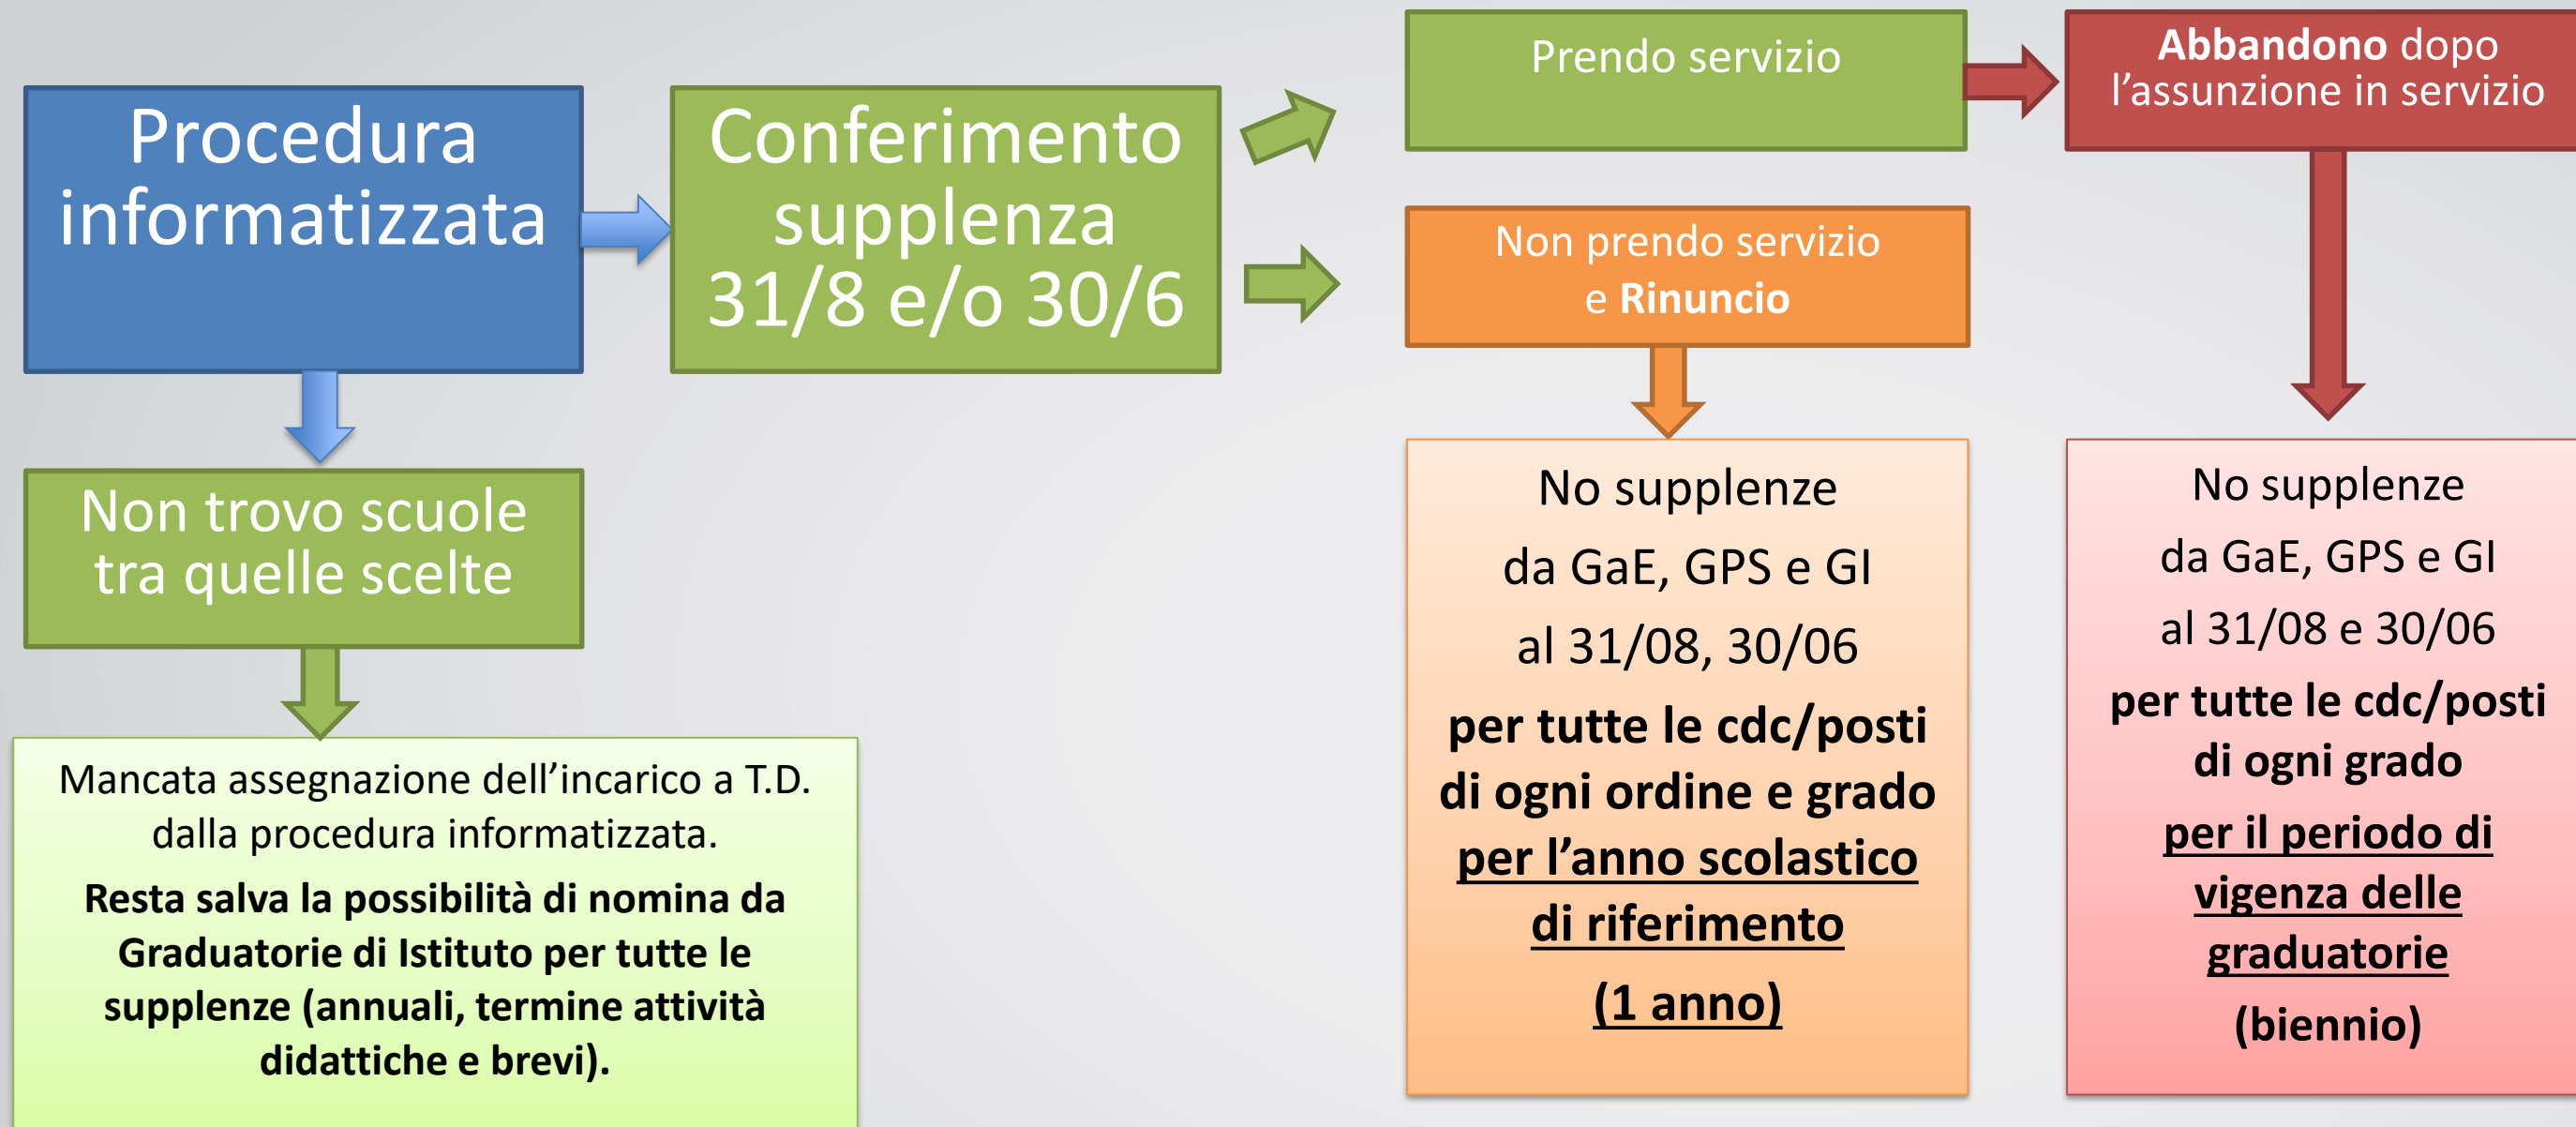 Procedura
informatizzata
Conferimento
supplenza
31/8 e/o 30/6
Prendo servizio
Abbandono dopo
l’assunzione in servizio
Non prendo servizio
e Rinuncio
Non trovo scuole
tra quelle scelte
Mancata assegnazione dell’incarico a T.D.
dalla procedura informatizzata.
Resta salva la possibilità di nomina da
Graduatorie di Istituto per tutte le
supplenze (annuali, termine attività
didattiche e brevi).
No supplenze
da GaE, GPS e GI
al 31/08, 30/06
per tutte le cdc/posti
di ogni ordine e grado
per l’anno scolastico
di riferimento
(1 anno)
No supplenze
da GaE, GPS e GI
al 31/08 e 30/06
per tutte le cdc/posti
di ogni grado
per il periodo di
vigenza delle
graduatorie
(biennio)